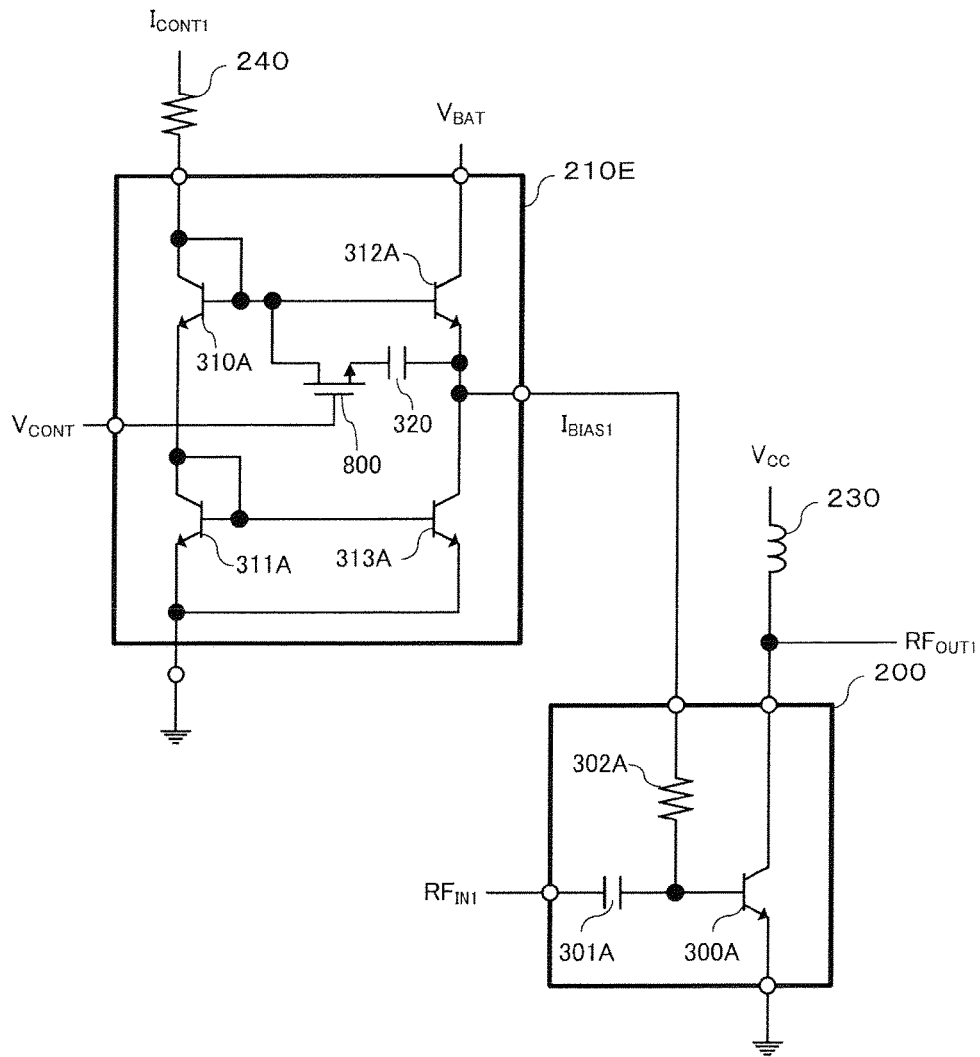 I_CONT1
240
V_BAT
210E
312A
310A
320
V_CONT
800
I_BIAS1
V_CC
230
311A
313A
RF_OUT1
200
302A
RF_IN1
301A
300A